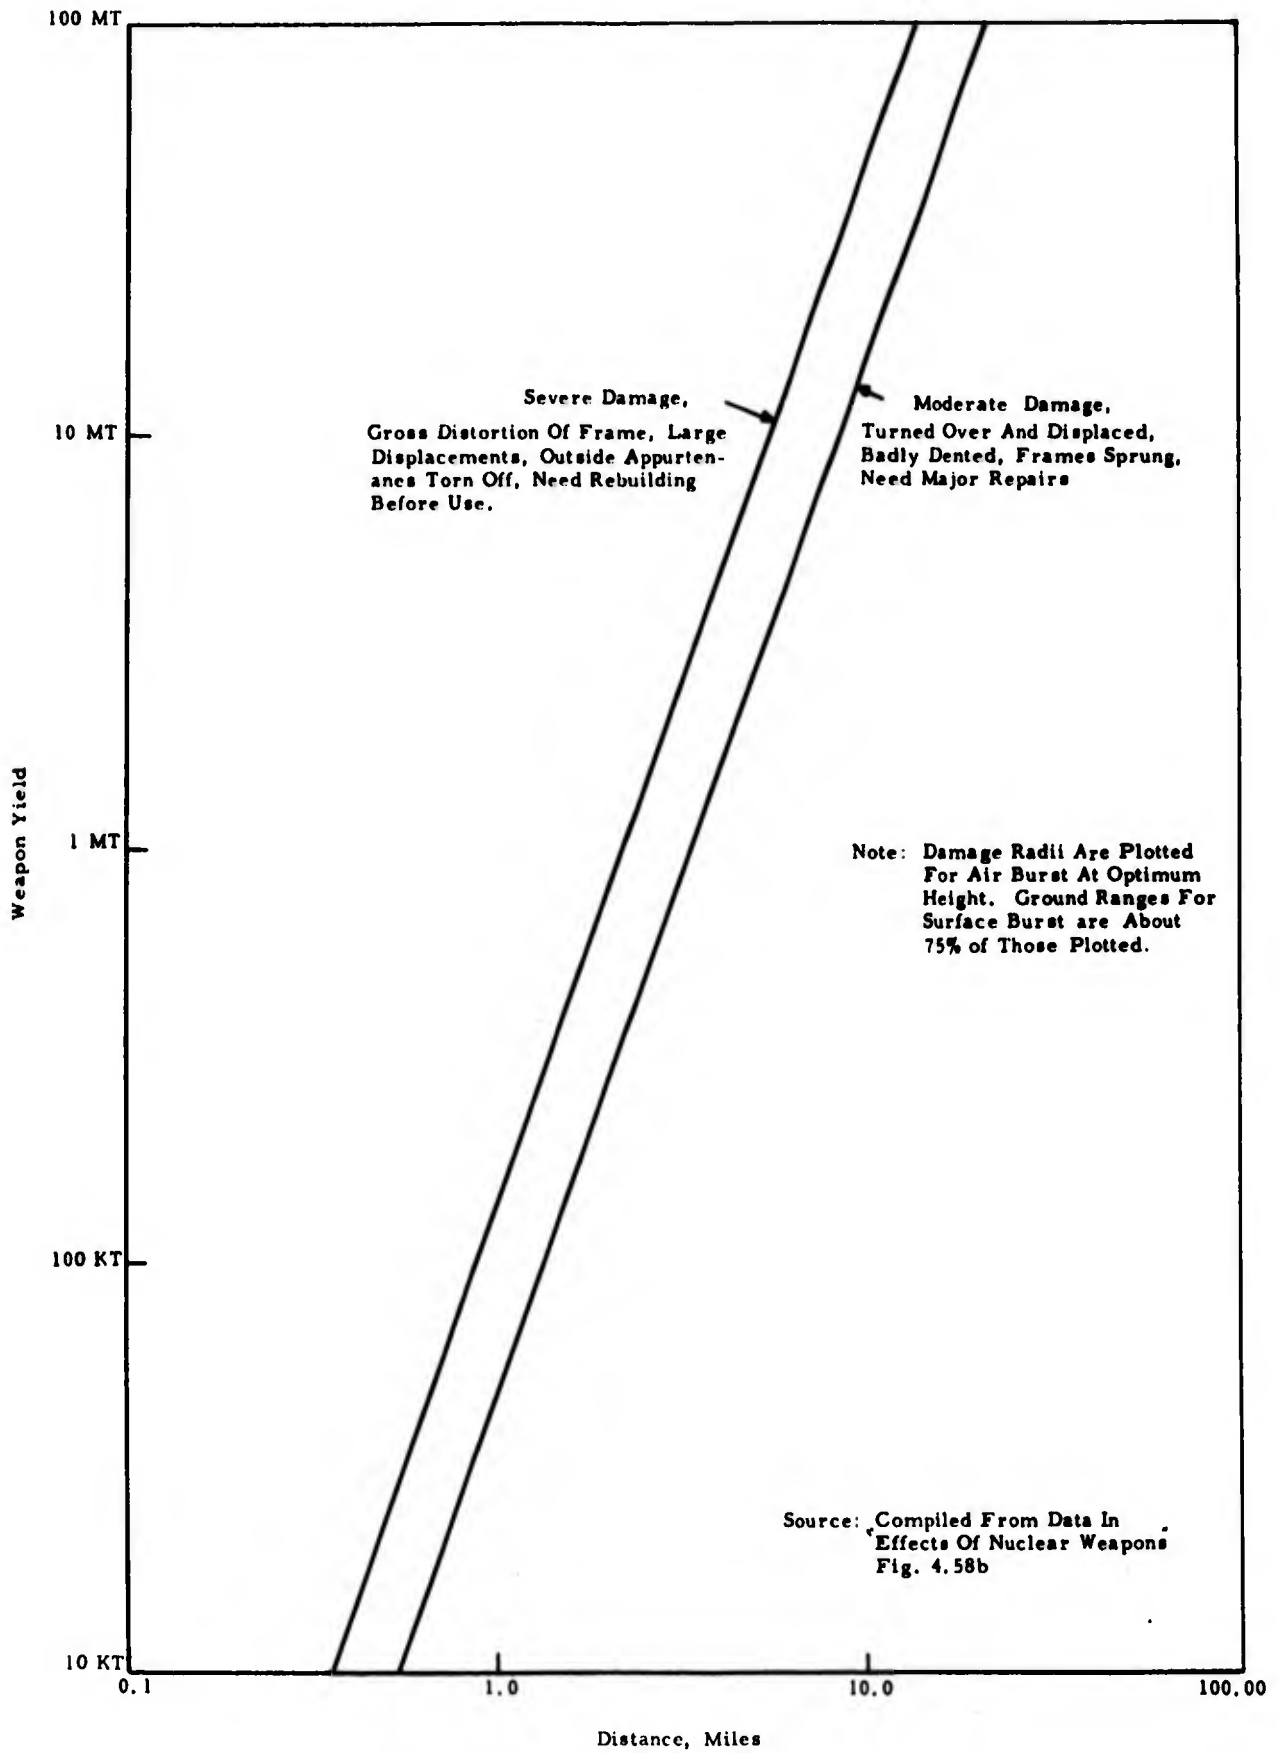 100 MT
Severe Damage,
Gross Distortion Of Frame, Large
Displacements, Outside Appurten-
ances Torn Off, Need Rebuilding
Before Use.
Moderate Damage,
Turned Over And Displaced,
Badly Dented, Frames Sprung,
Need Major Repairs
10 MT
Weapon Yield
1 MT
Note: Damage Radii Are Plotted
For Air Burst At Optimum
Height. Ground Ranges For
Surface Burst are About
75% of Those Plotted.
100 KT
Source: Compiled From Data In
"Effects Of Nuclear Weapons"
Fig. 4.58b
10 KT
0.1
1.0
10.0
100.00
Distance, Miles